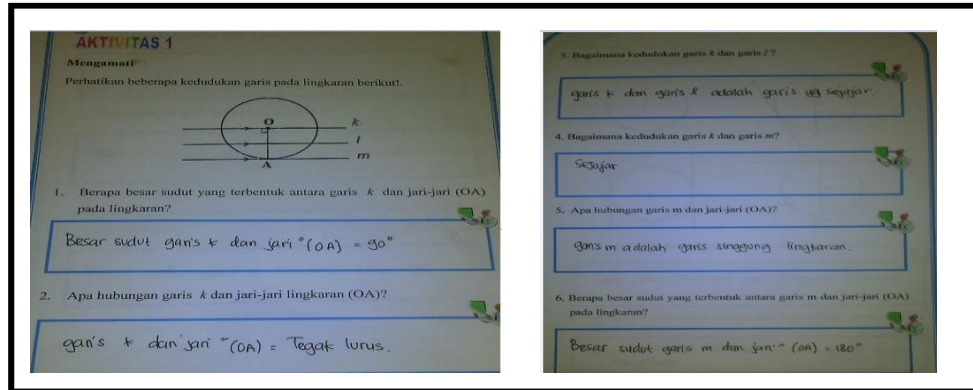 AKTIVITAS 1
Mengamati
Perhatikan beberapa kedudukan garis pada lingkaran berikut!.
O
k
l
m
A
1. Berapa besar sudut yang terbentuk antara garis k dan jari-jari (OA)
pada lingkaran?
Besar sudut garis k dan jari" (OA) = 90°
2. Apa hubungan garis k dan jari-jari lingkaran (OA)?
garis k dan jari" (OA) = Tegak lurus.
3. Bagaimana kedudukan garis k dan garis l ?
garis k dan garis l adalah garis yg sejajar.
4. Bagaimana kedudukan garis k dan garis m?
Sejajar
5. Apa hubungan garis m dan jari-jari (OA)?
garis m adalah garis singgung lingkaran.
6. Berapa besar sudut yang terbentuk antara garis m dan jari-jari (OA)
pada lingkaran?
Besar sudut garis m dan jari" (OA) = 180°